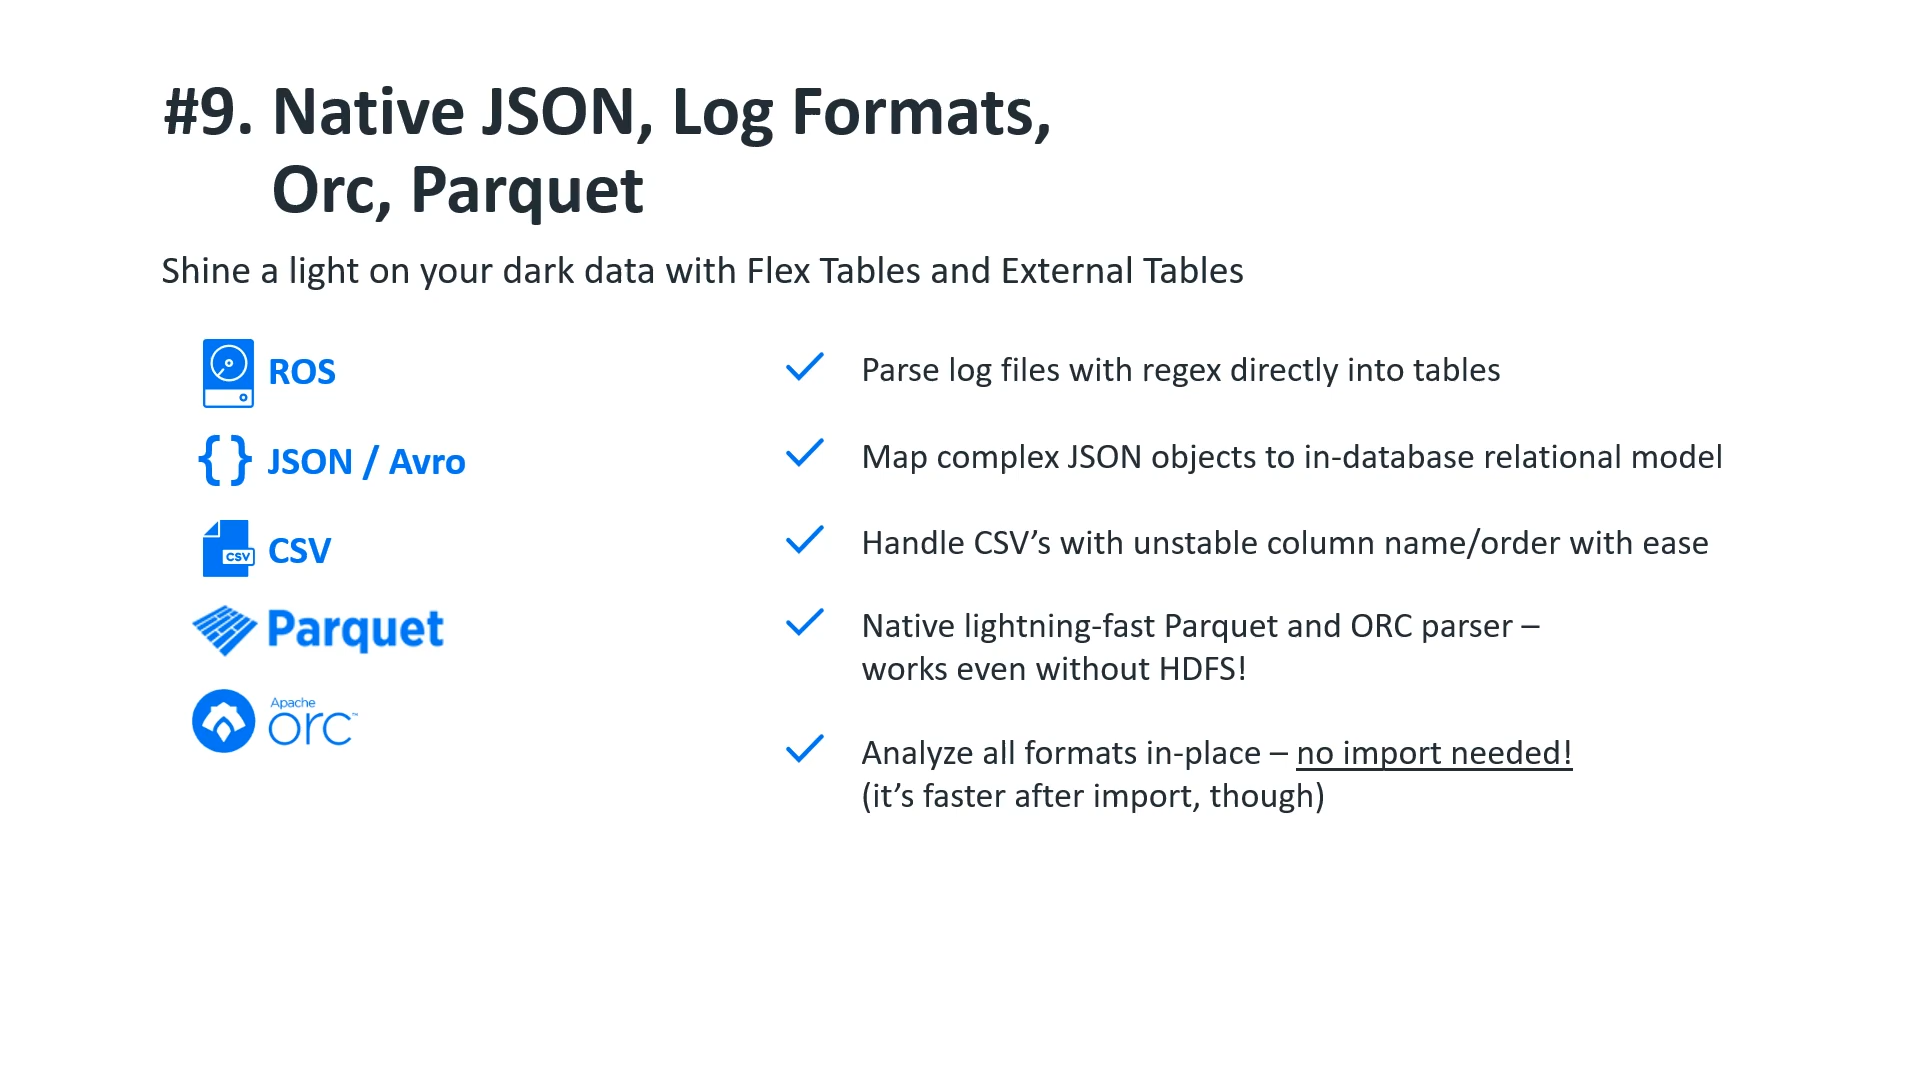 #9. Native JSON, Log Formats,
Orc, Parquet
Shine a light on your dark data with Flex Tables and External Tables
ROS
{} JSON / Avro
CSV
CSV
Parquet
Apache
orc™
Parse log files with regex directly into tables
Map complex JSON objects to in-database relational model
Handle CSV’s with unstable column name/order with ease
Native lightning-fast Parquet and ORC parser –
works even without HDFS!
Analyze all formats in-place – no import needed!
(it’s faster after import, though)